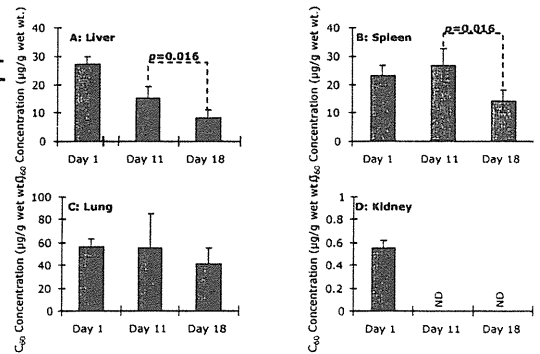 A: Liver
p=0.016
C₆₀ Concentration (µg/g wet wt.)
40
30
20
10
0
Day 1 Day 11 Day 18
B: Spleen
p=0.016
C₆₀ Concentration (µg/g wet wt.)
40
30
20
10
0
Day 1 Day 11 Day 18
C: Lung
C₆₀ Concentration (µg/g wet wt.)
100
80
60
40
20
0
Day 1 Day 11 Day 18
D: Kidney
C₆₀ Concentration (µg/g wet wt.)
1
0.8
0.6
0.4
0.2
0
ND
ND
Day 1 Day 11 Day 18